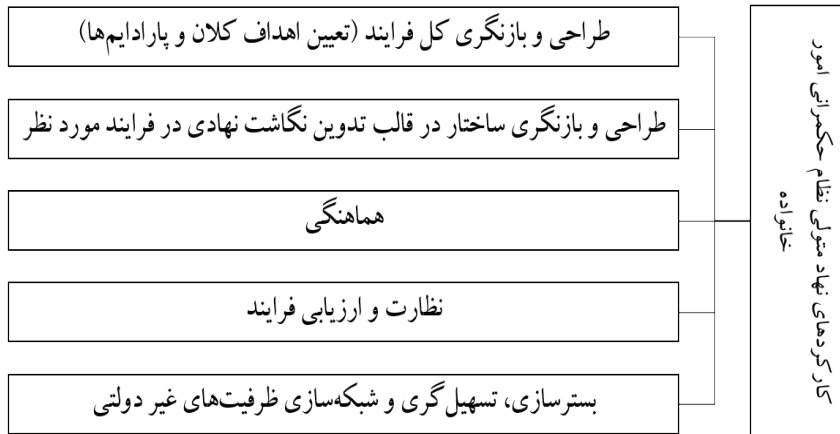 کارکردهای نهاد متولی نظام حکمرانی امور
خانواده
طراحی و بازنگری کل فرایند (تعیین اهداف کلان و پارادایم‌ها)
طراحی و بازنگری ساختار در قالب تدوین نگاشت نهادی در فرایند مورد نظر
هماهنگی
نظارت و ارزیابی فرایند
بسترسازی، تسهیل‌گری و شبکه‌سازی ظرفیت‌های غیر دولتی